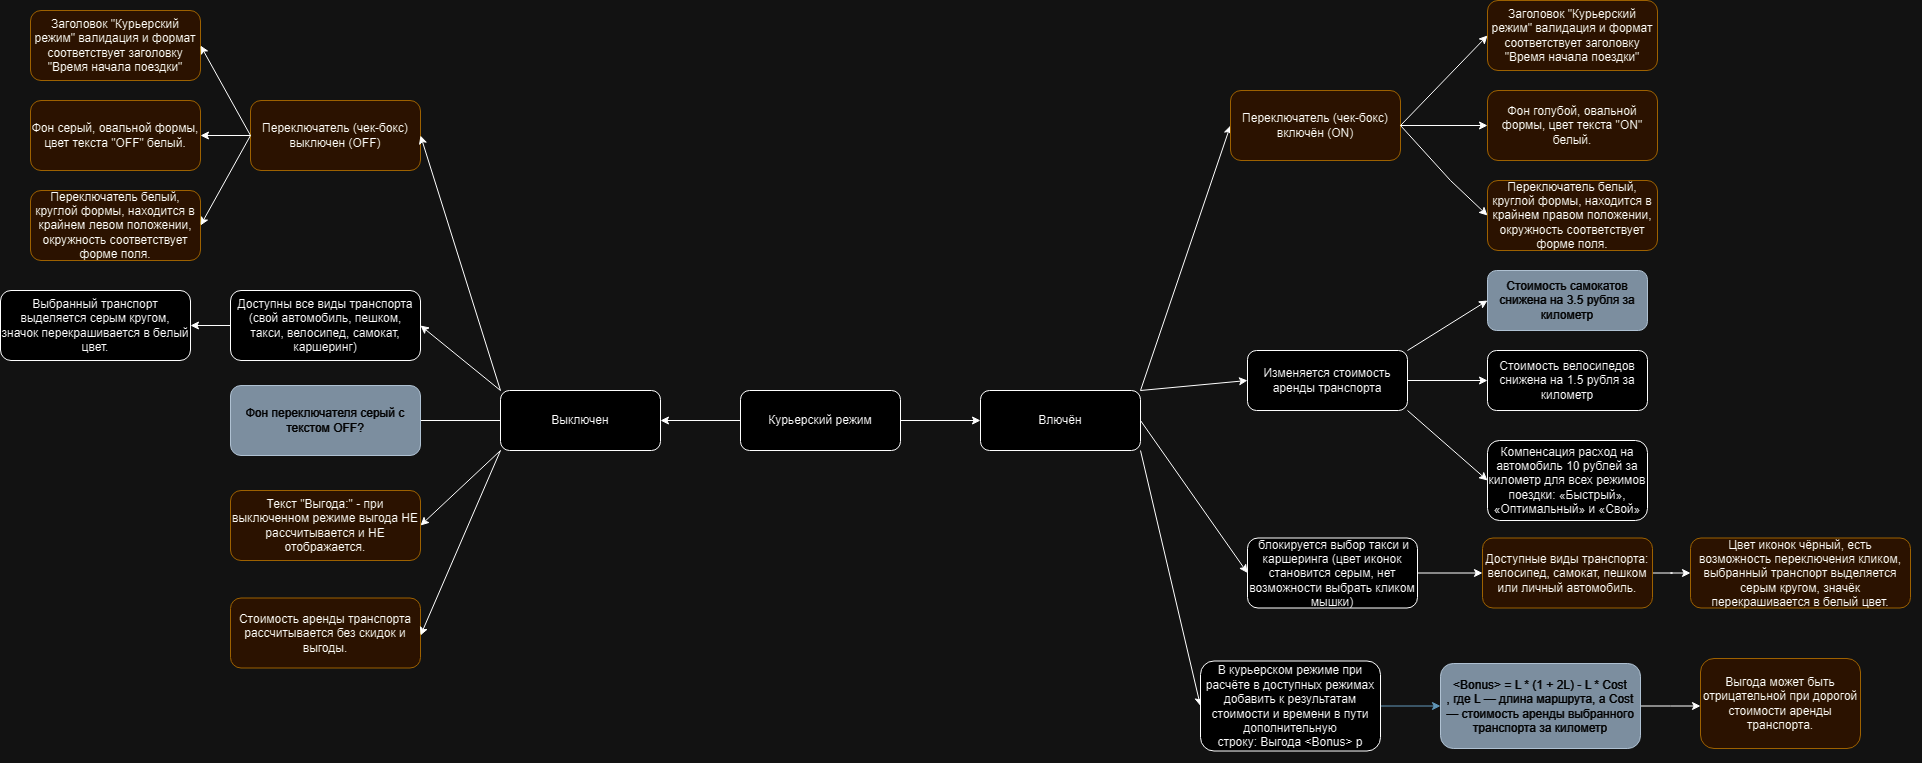 Заголовок "Курьерский
режим" валидация и формат
соответствует заголовку
"Время начала поездки"
Фон серый, овальной формы,
цвет текста "OFF" белый.
Переключатель белый,
круглой формы, находится в
крайнем левом положении,
окружность соответствует
форме поля.
Переключатель (чек-бокс)
выключен (OFF)
Выбранный транспорт
выделяется серым кругом,
значок перекрашивается в белый
цвет.
Доступны все виды транспорта
(свой автомобиль, пешком,
такси, велосипед, самокат,
каршеринг)
Фон переключателя серый с
текстом OFF?
Текст "Выгода:" - при
выключенном режиме выгода НЕ
рассчитывается и НЕ
отображается.
Стоимость аренды транспорта
рассчитывается без скидок и
выгоды.
Выключен
Курьерский режим
Влючён
Переключатель (чек-бокс)
включён (ON)
Заголовок "Курьерский
режим" валидация и формат
соответствует заголовку
"Время начала поездки"
Фон голубой, овальной
формы, цвет текста "ON"
белый.
Переключатель белый,
круглой формы, находится в
крайнем правом положении,
окружность соответствует
форме поля.
Изменяется стоимость
аренды транспорта
Стоимость самокатов
снижена на 3.5 рубля за
километр
Стоимость велосипедов
снижена на 1.5 рубля за
километр
Компенсация расход на
автомобиль 10 рублей за
километр для всех режимов
поездки: «Быстрый»,
«Оптимальный» и «Свой»
блокируется выбор такси и
каршеринга (цвет иконок
становится серым, нет
возможности выбрать кликом
мышки)
Доступные виды транспорта:
велосипед, самокат, пешком
или личный автомобиль.
Цвет иконок чёрный, есть
возможность переключения кликом,
выбранный транспорт выделяется
серым кругом, значёк
перекрашивается в белый цвет.
В курьерском режиме при
расчёте в доступных режимах
добавить к результатам
стоимости и времени в пути
дополнительную
строку: Выгода <Bonus> р
<Bonus> = L * (1 + 2L) - L * Cost
, где L — длина маршрута, а Cost
— стоимость аренды выбранного
транспорта за километр
Выгода может быть
отрицательной при дорогой
стоимости аренды
транспорта.